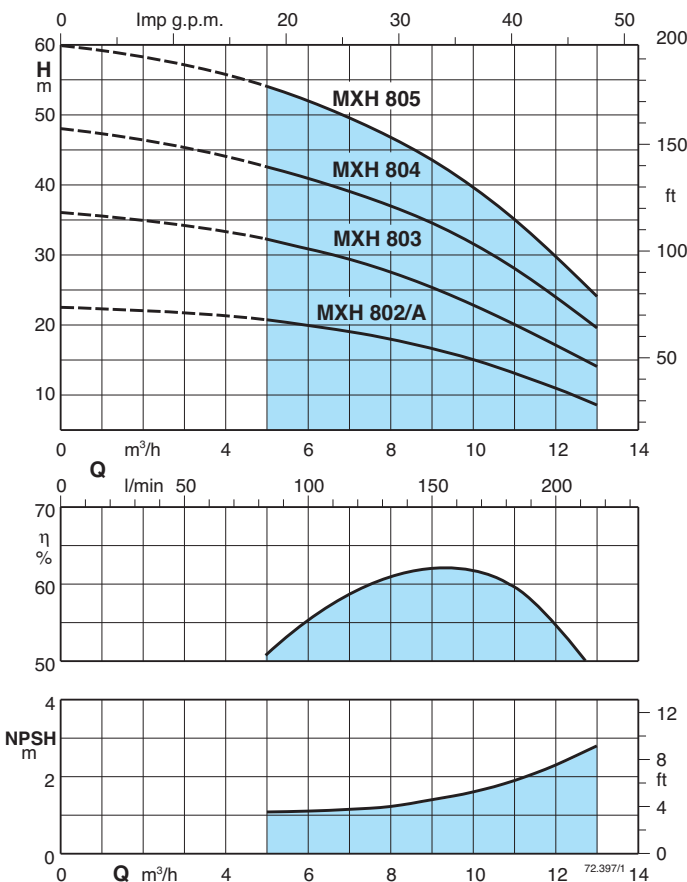 0 Imp g.p.m. 20 30 40 50
60 200
H
m
MXH 805
50
150
MXH 804
40
ft
MXH 803
100
30
MXH 802/A
20
50
10
0 m³/h 4 6 8 10 12 14
Q
0 l/min 50 100 150 200
70
η
%
60
50
4
12
NPSH
m
8
ft
2
4
0 0
0 Q m³/h 4 6 8 10 12 72.397/1 14